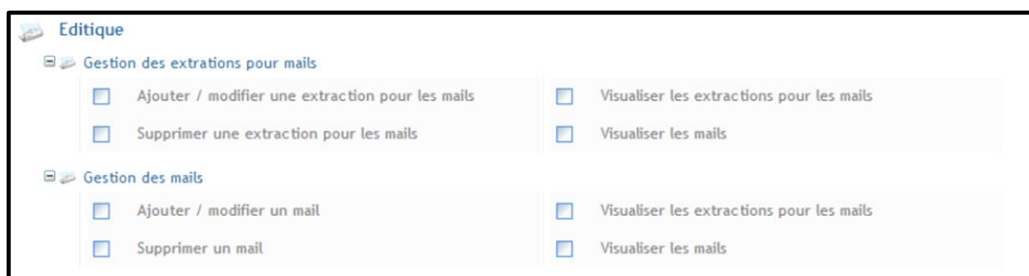 Editique
Gestion des extrations pour mails
Ajouter / modifier une extraction pour les mails
Visualiser les extractions pour les mails
Supprimer une extraction pour les mails
Visualiser les mails
Gestion des mails
Ajouter / modifier un mail
Visualiser les extractions pour les mails
Supprimer un mail
Visualiser les mails